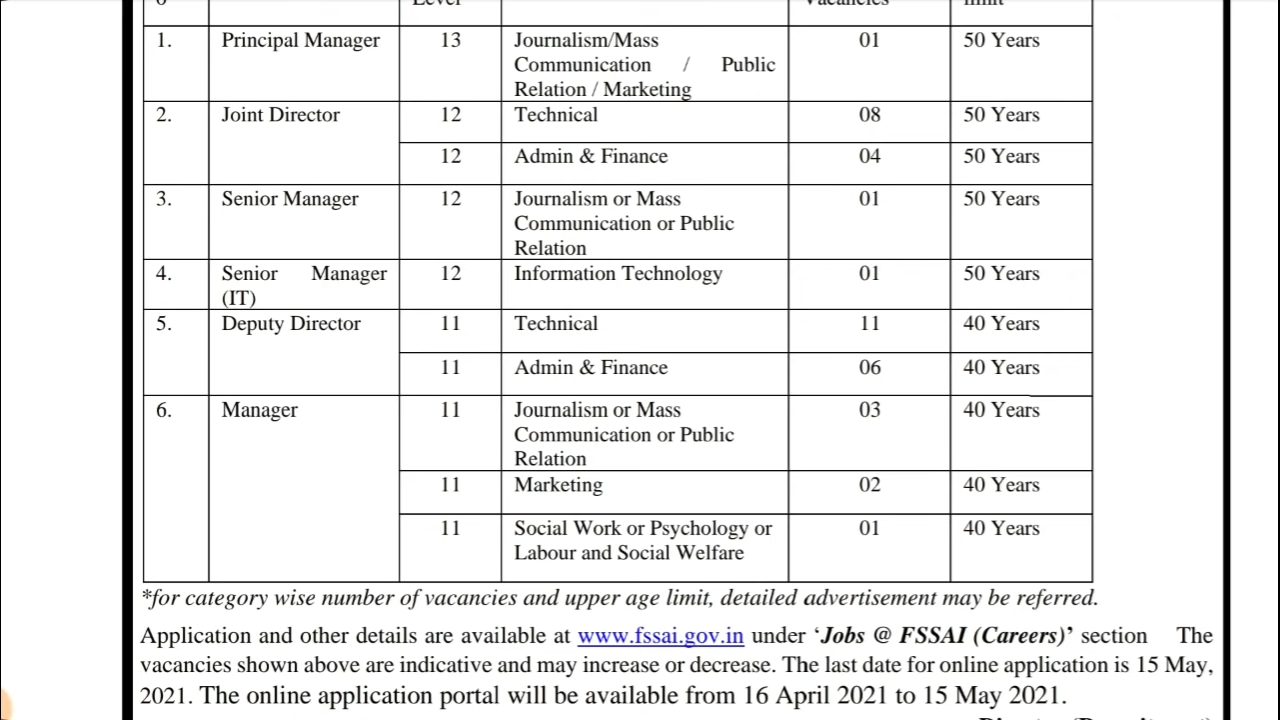 Level Vacancies limit
1. Principal Manager 13 Journalism/Mass 01 50 Years
Communication / Public
Relation / Marketing
2. Joint Director 12 Technical 08 50 Years
12 Admin & Finance 04 50 Years
3. Senior Manager 12 Journalism or Mass 01 50 Years
Communication or Public
Relation
4. Senior Manager 12 Information Technology 01 50 Years
(IT)
5. Deputy Director 11 Technical 11 40 Years
11 Admin & Finance 06 40 Years
6. Manager 11 Journalism or Mass 03 40 Years
Communication or Public
Relation
11 Marketing 02 40 Years
11 Social Work or Psychology or 01 40 Years
Labour and Social Welfare
*for category wise number of vacancies and upper age limit, detailed advertisement may be referred.
Application and other details are available at www.fssai.gov.in under ‘Jobs @ FSSAI (Careers)’ section The
vacancies shown above are indicative and may increase or decrease. The last date for online application is 15 May,
2021. The online application portal will be available from 16 April 2021 to 15 May 2021.
Director (Recruitment)